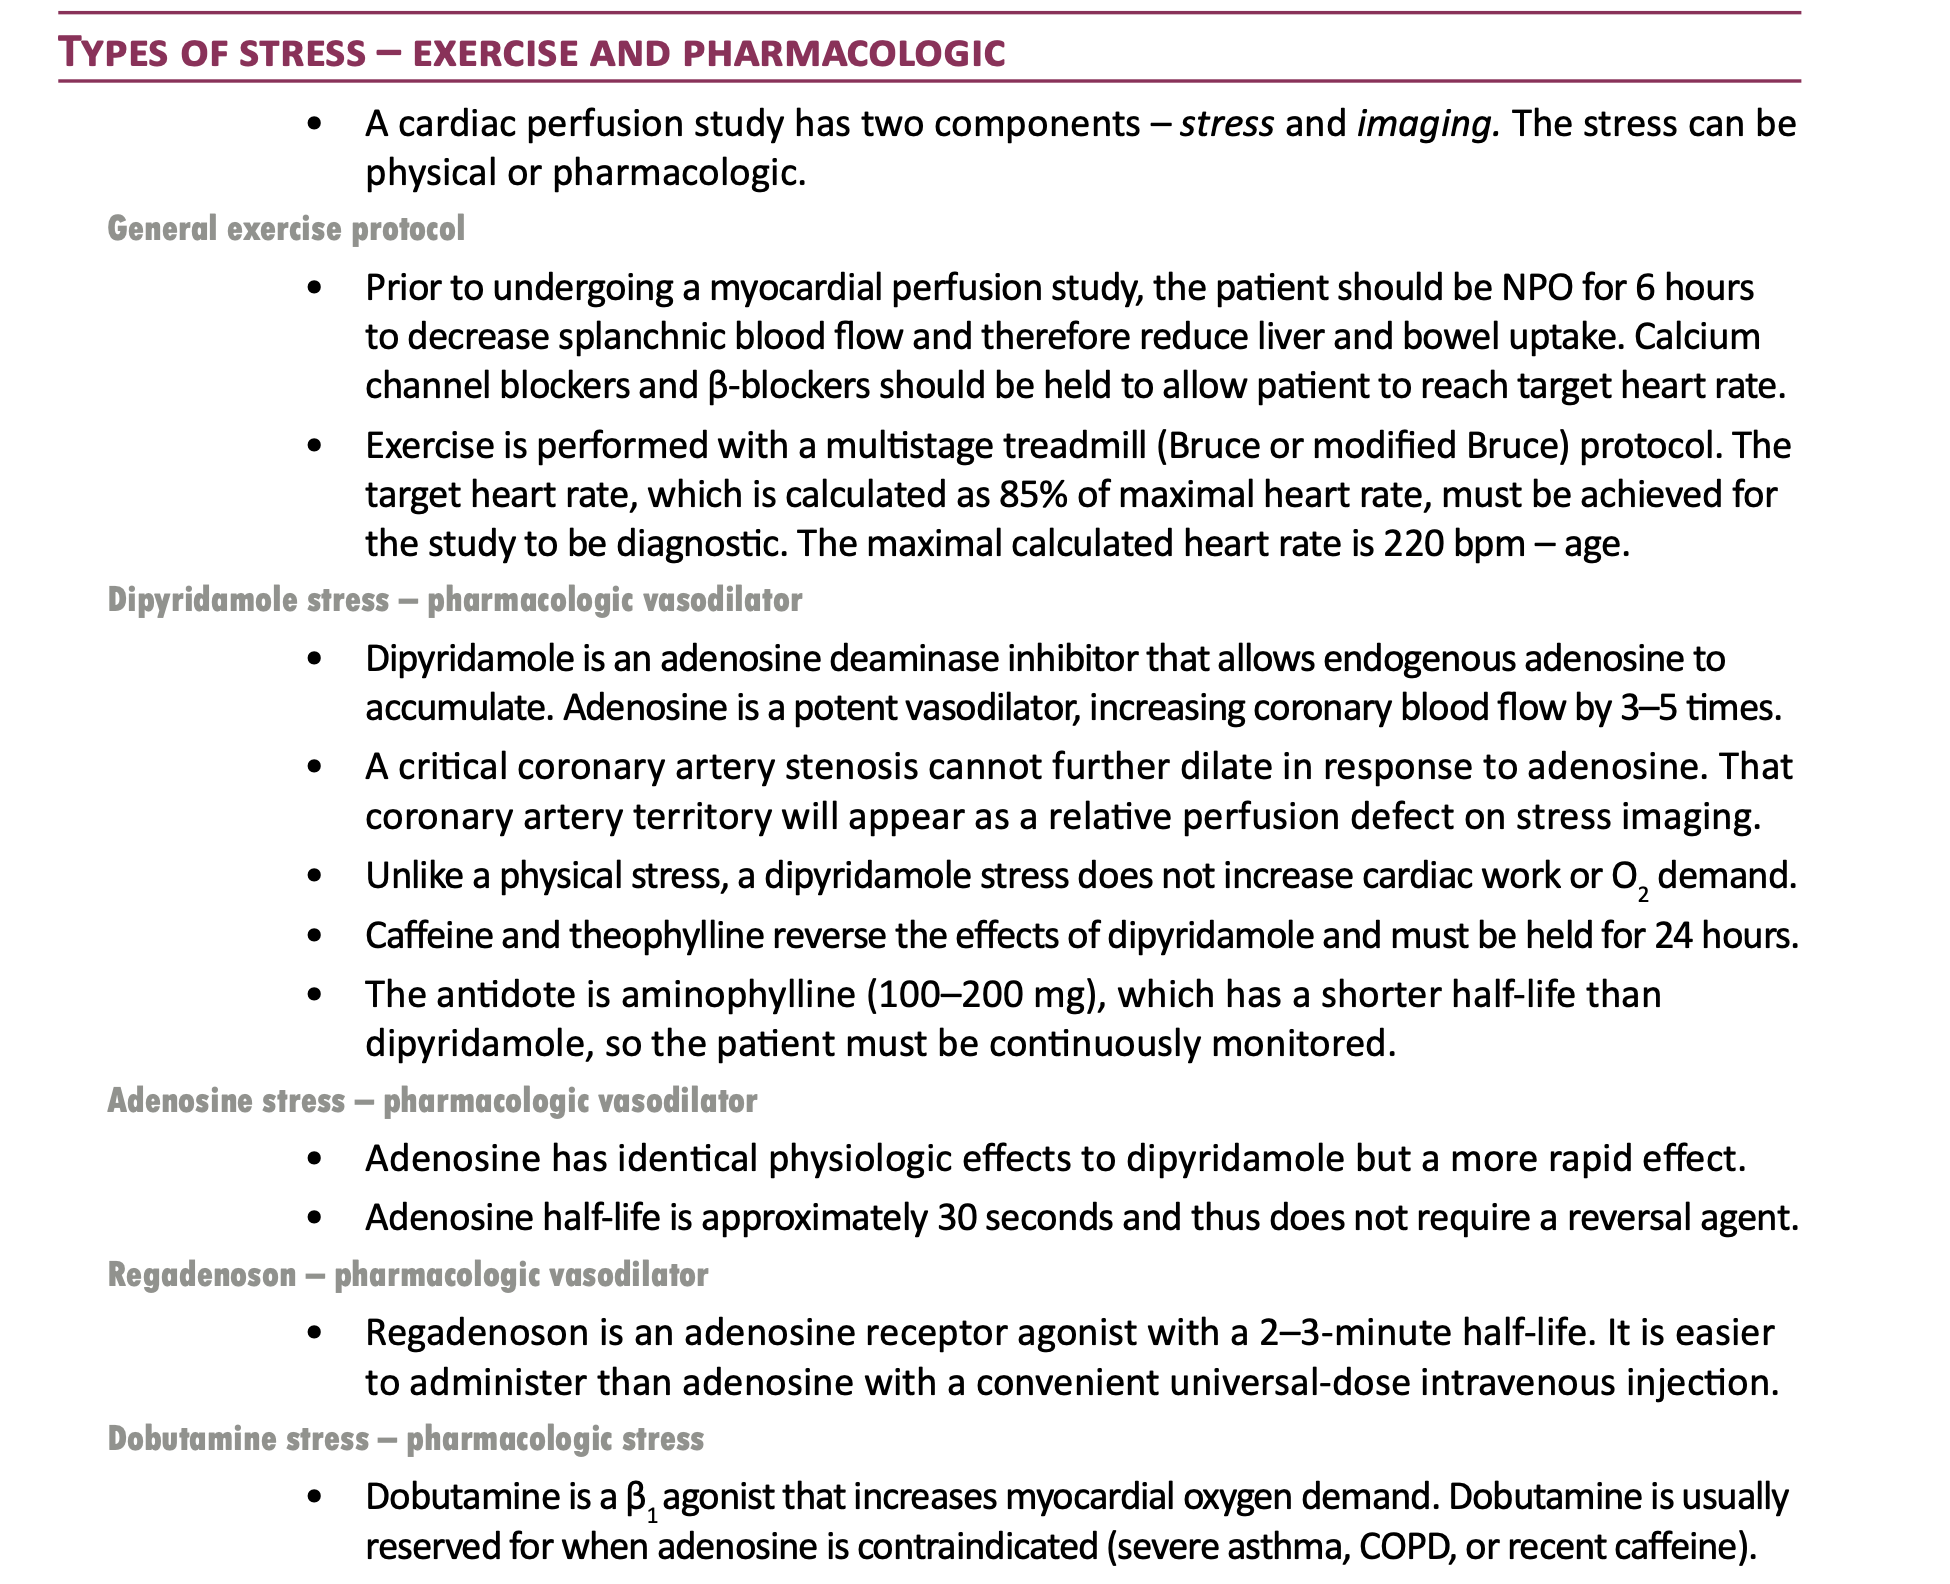 TYPES OF STRESS – EXERCISE AND PHARMACOLOGIC
• A cardiac perfusion study has two components – stress and imaging. The stress can be
physical or pharmacologic.
General exercise protocol
• Prior to undergoing a myocardial perfusion study, the patient should be NPO for 6 hours
to decrease splanchnic blood flow and therefore reduce liver and bowel uptake. Calcium
channel blockers and β-blockers should be held to allow patient to reach target heart rate.
• Exercise is performed with a multistage treadmill (Bruce or modified Bruce) protocol. The
target heart rate, which is calculated as 85% of maximal heart rate, must be achieved for
the study to be diagnostic. The maximal calculated heart rate is 220 bpm – age.
Dipyridamole stress – pharmacologic vasodilator
• Dipyridamole is an adenosine deaminase inhibitor that allows endogenous adenosine to
accumulate. Adenosine is a potent vasodilator, increasing coronary blood flow by 3–5 times.
• A critical coronary artery stenosis cannot further dilate in response to adenosine. That
coronary artery territory will appear as a relative perfusion defect on stress imaging.
• Unlike a physical stress, a dipyridamole stress does not increase cardiac work or O₂ demand.
• Caffeine and theophylline reverse the effects of dipyridamole and must be held for 24 hours.
• The antidote is aminophylline (100–200 mg), which has a shorter half-life than
dipyridamole, so the patient must be continuously monitored.
Adenosine stress – pharmacologic vasodilator
• Adenosine has identical physiologic effects to dipyridamole but a more rapid effect.
• Adenosine half-life is approximately 30 seconds and thus does not require a reversal agent.
Regadenoson – pharmacologic vasodilator
• Regadenoson is an adenosine receptor agonist with a 2–3-minute half-life. It is easier
to administer than adenosine with a convenient universal-dose intravenous injection.
Dobutamine stress – pharmacologic stress
• Dobutamine is a β₁ agonist that increases myocardial oxygen demand. Dobutamine is usually
reserved for when adenosine is contraindicated (severe asthma, COPD, or recent caffeine).